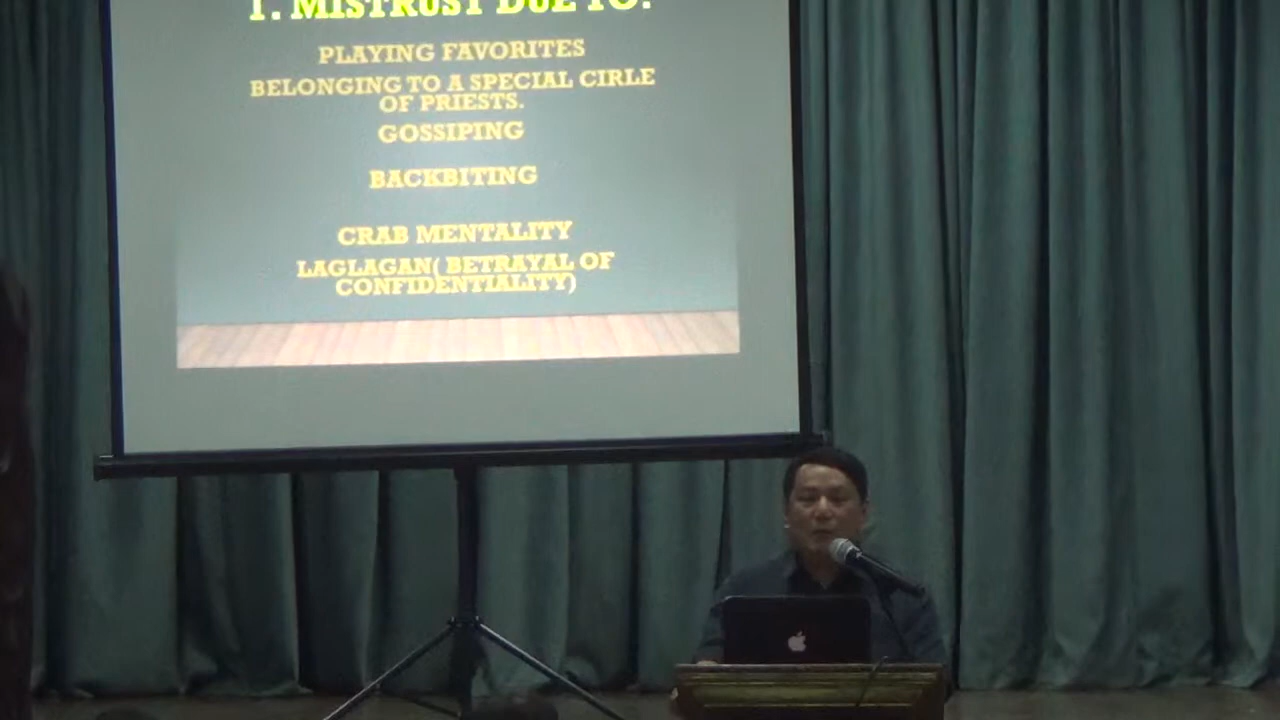 1. MISTRUST DUE TO:
PLAYING FAVORITES
BELONGING TO A SPECIAL CIRLE
OF PRIESTS.
GOSSIPING
BACKBITING
CRAB MENTALITY
LAGLAGAN( BETRAYAL OF
CONFIDENTIALITY)